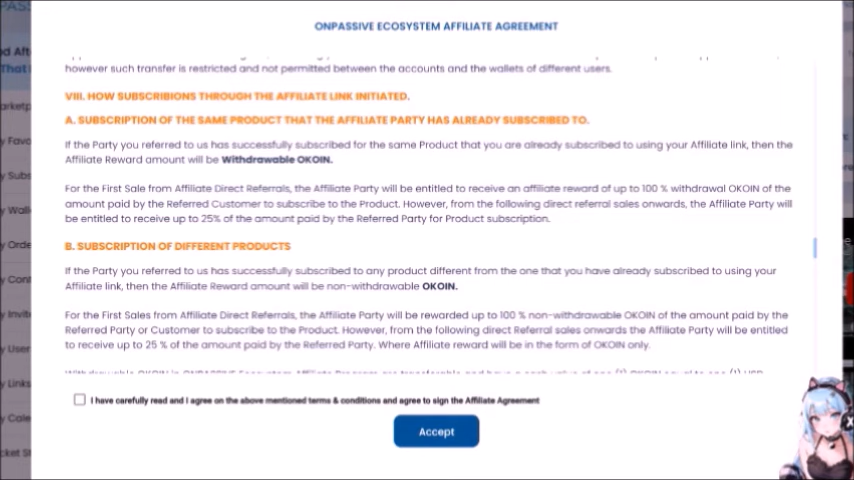 ONPASSIVE ECOSYSTEM AFFILIATE AGREEMENT
however such transfer is restricted and not permitted between the accounts and the wallets of different users.
VIII. HOW SUBSCRIBIONS THROUGH THE AFFILIATE LINK INITIATED.
A. SUBSCRIPTION OF THE SAME PRODUCT THAT THE AFFILIATE PARTY HAS ALREADY SUBSCRIBED TO.
If the Party you referred to us has successfully subscribed for the same Product that you are already subscribed to using your Affiliate link, then the
Affiliate Reward amount will be Withdrawable OKOIN.
For the First Sale from Affiliate Direct Referrals, the Affiliate Party will be entitled to receive an affiliate reward of up to 100 % withdrawal OKOIN of the
amount paid by the Referred Customer to subscribe to the Product. However, from the following direct referral sales onwards, the Affiliate Party will
be entitled to receive up to 25% of the amount paid by the Referred Party for Product subscription.
B. SUBSCRIPTION OF DIFFERENT PRODUCTS
If the Party you referred to us has successfully subscribed to any product different from the one that you have already subscribed to using your
Affiliate link, then the Affiliate Reward amount will be non-withdrawable OKOIN.
For the First Sales from Affiliate Direct Referrals, the Affiliate Party will be rewarded up to 100 % non-withdrawable OKOIN of the amount paid by the
Referred Party or Customer to subscribe to the Product. However, from the following direct Referral sales onwards the Affiliate Party will be entitled
to receive up to 25 % of the amount paid by the Referred Party. Where Affiliate reward will be in the form of OKOIN only.
I have carefully read and I agree on the above mentioned terms & conditions and agree to sign the Affiliate Agreement
Accept